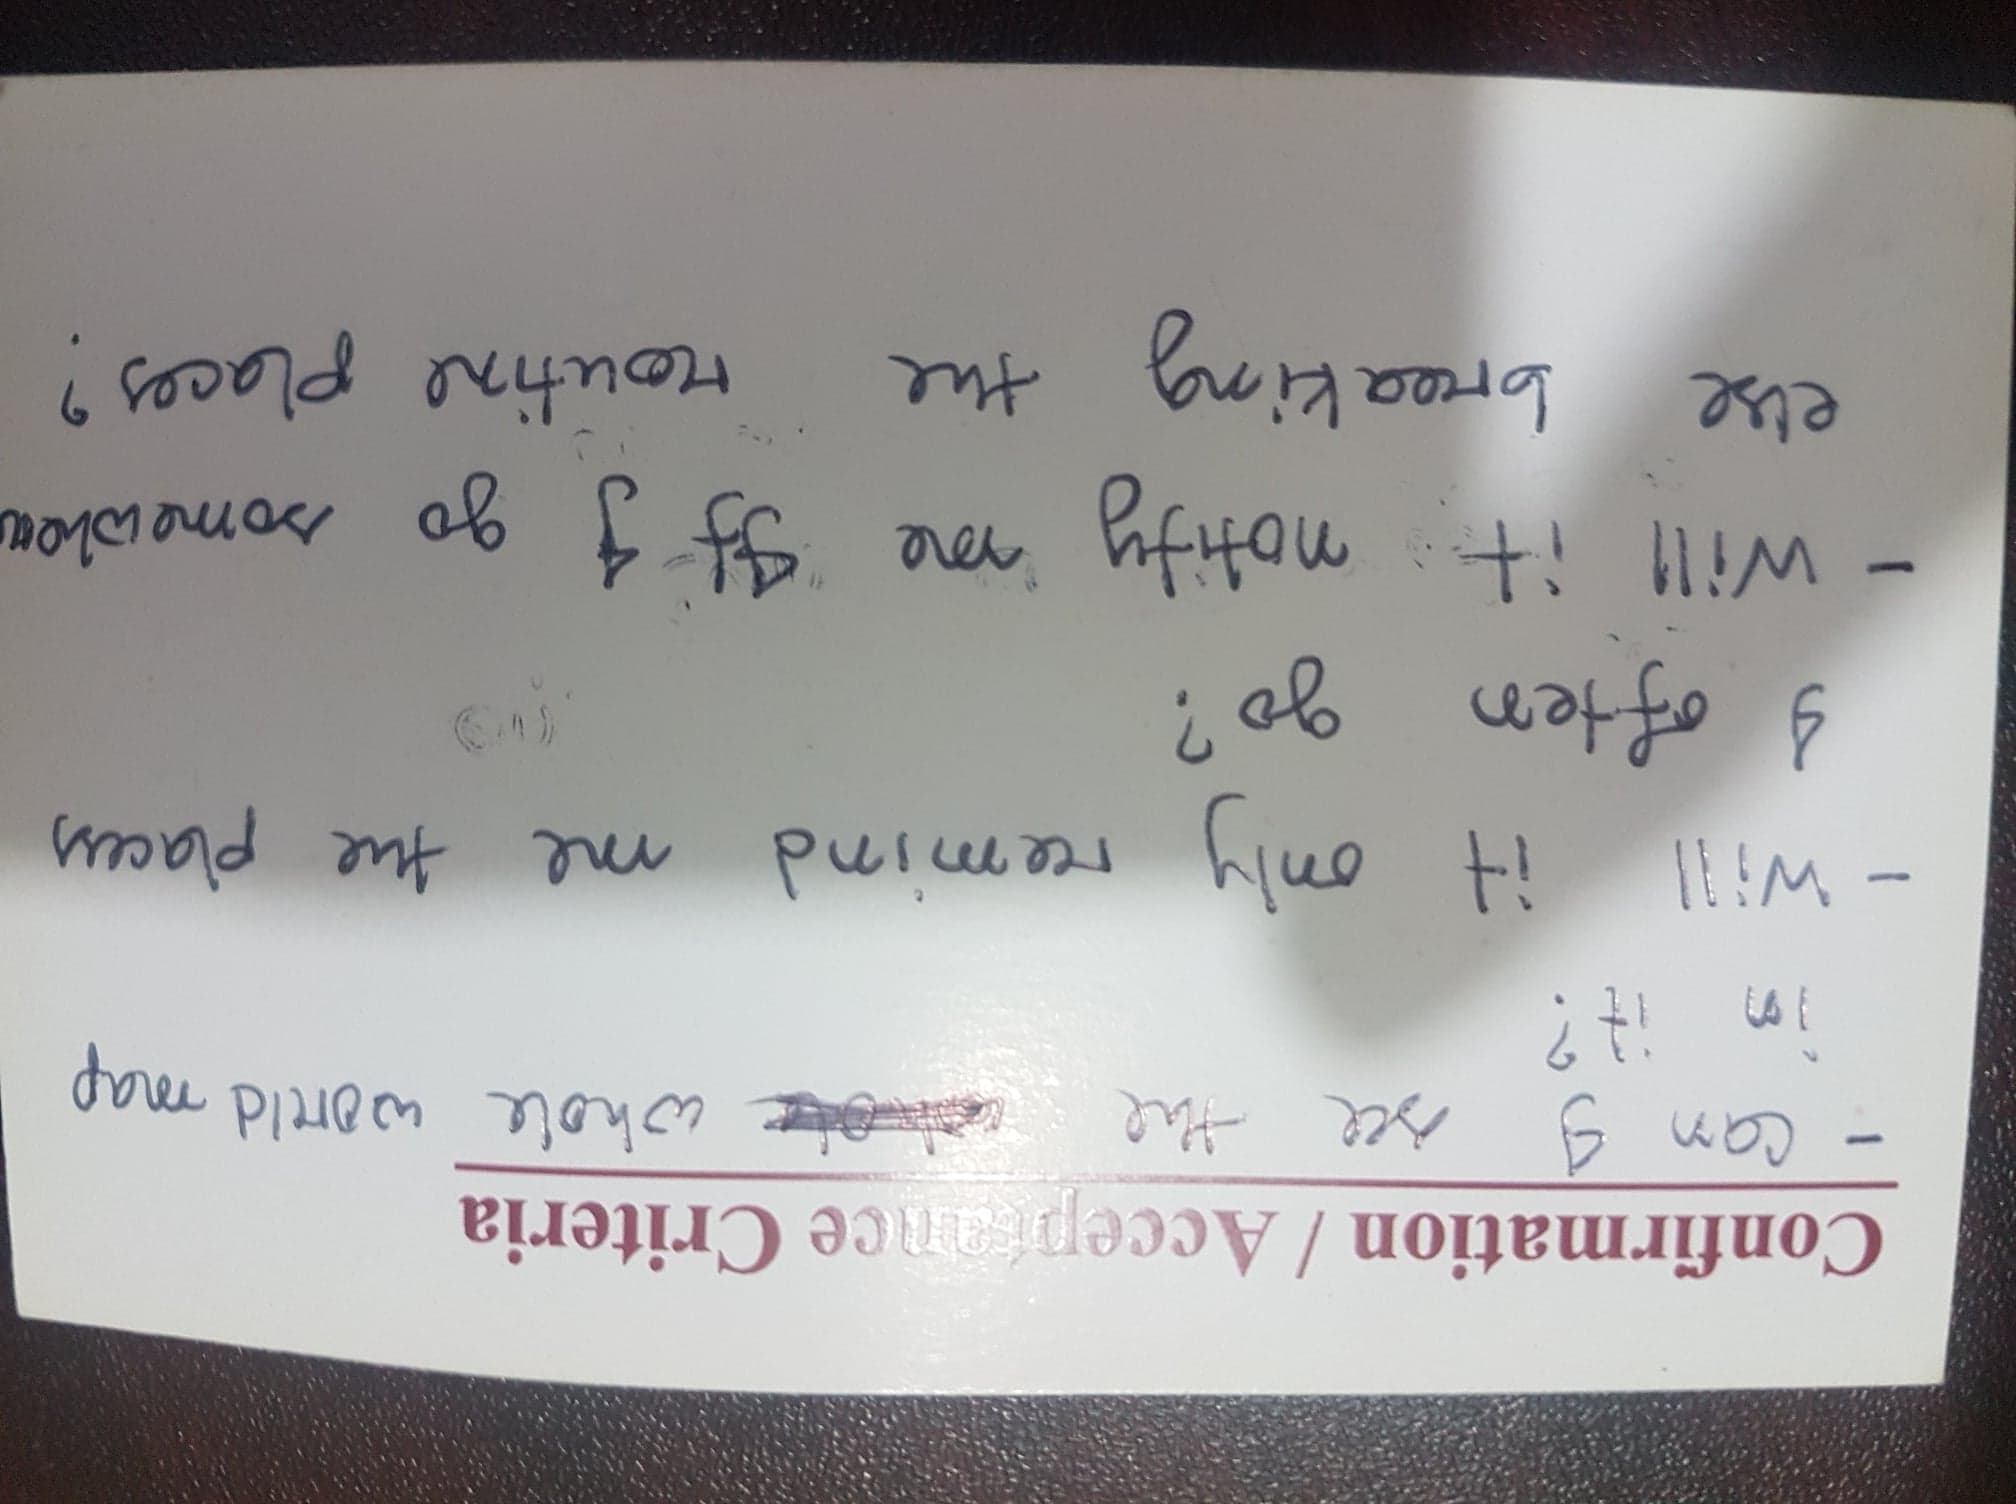 Confirmation / Acceptance Criteria
- Can I see the whole world map
in it?
- Will it only remind me the places
I often go?
- Will it notify me If I go somewhere
else breaking the routine places?